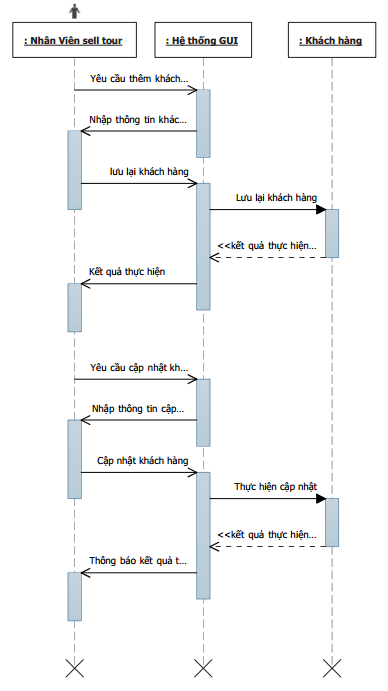 : Nhân Viên sell tour
: Hệ thống GUI
: Khách hàng
Yêu cầu thêm khách...
Nhập thông tin khác...
lưu lại khách hàng
Lưu lại khách hàng
<<kết quả thực hiện...
Kết quả thực hiện
Yêu cầu cập nhật kh...
Nhập thông tin cập...
Cập nhật khách hàng
Thực hiện cập nhật
<<kết quả thực hiện...
Thông báo kết quả t...